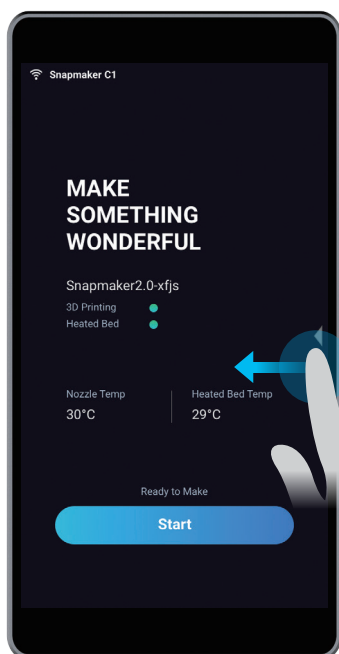 Snapmaker C1
MAKE
SOMETHING
WONDERFUL
Snapmaker2.0-xfjs
3D Printing
Heated Bed
Nozzle Temp
Heated Bed Temp
30°C
29°C
Ready to Make
Start